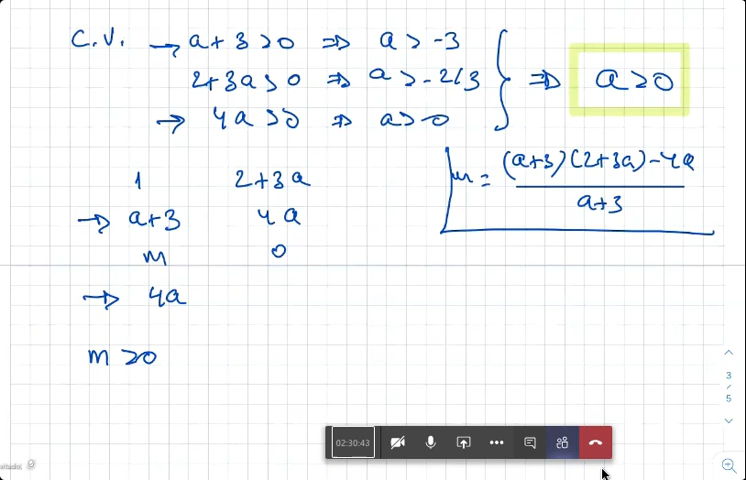 C.V. → a+3>0 ⇒ a>-3
2+3a>0 ⇒ a>-2/3
→ 4a>0 ⇒ a>0
⇒ a>0
1 2+3a
→ a+3 4a
m 0
→ 4a
m = (a+3)(2+3a)-4a
a+3
m>0
3
/
5
02:30:43
9